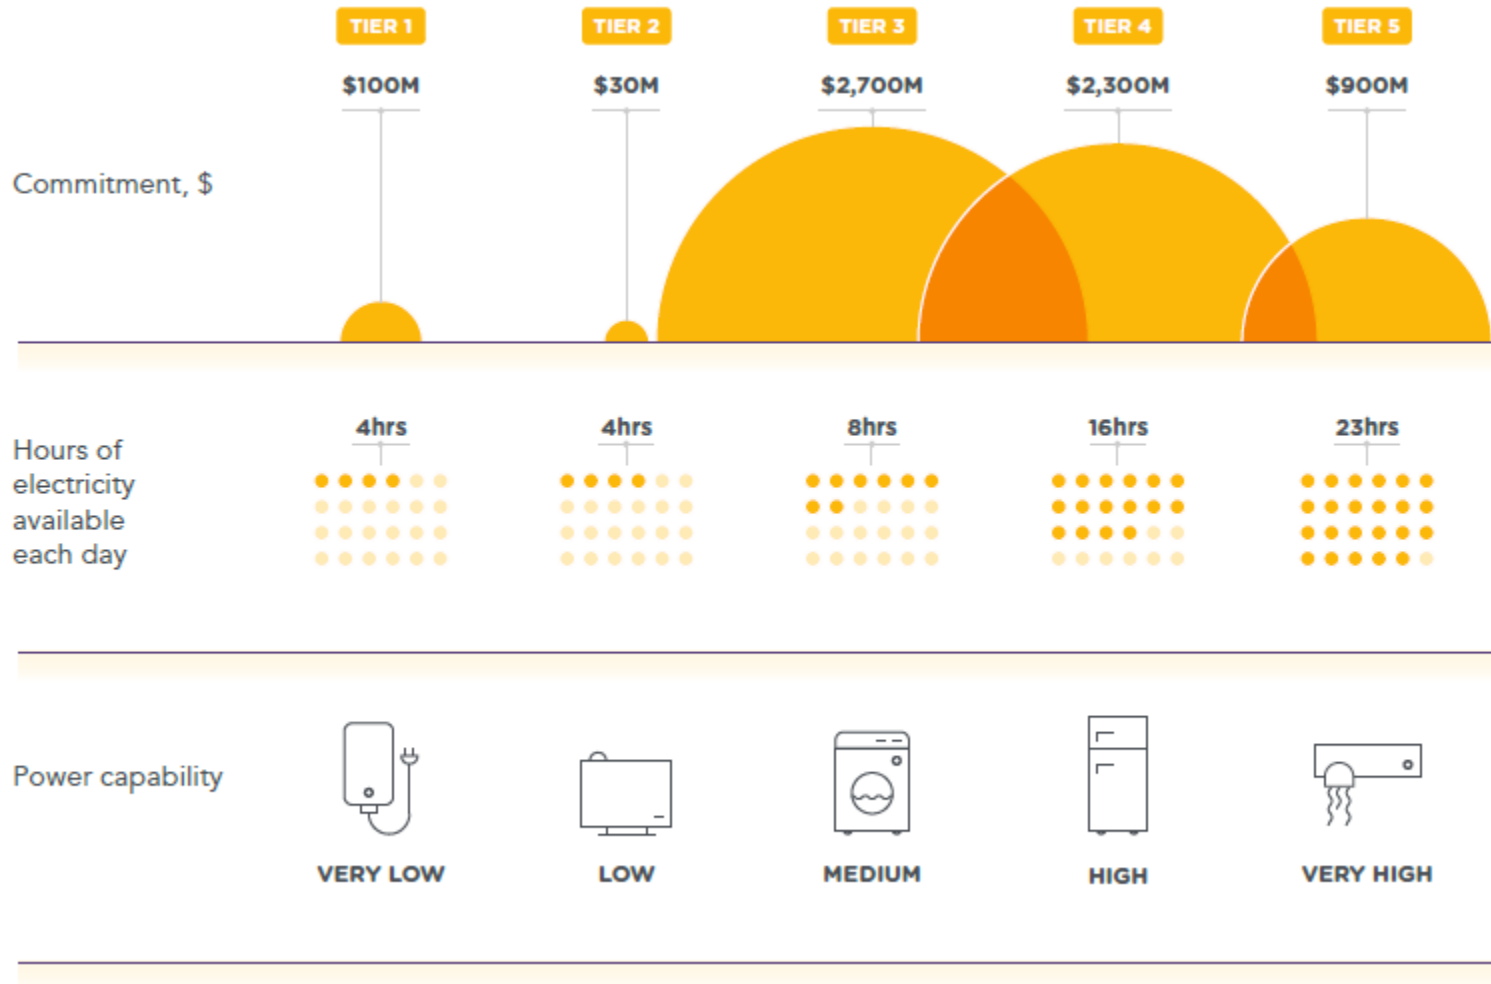 TIER 1
TIER 2
TIER 3
TIER 4
TIER 5
$100M
$30M
$2,700M
$2,300M
$900M
Commitment, $
4hrs
4hrs
8hrs
16hrs
23hrs
Hours of
electricity
available
each day
Power capability
VERY LOW
LOW
MEDIUM
HIGH
VERY HIGH